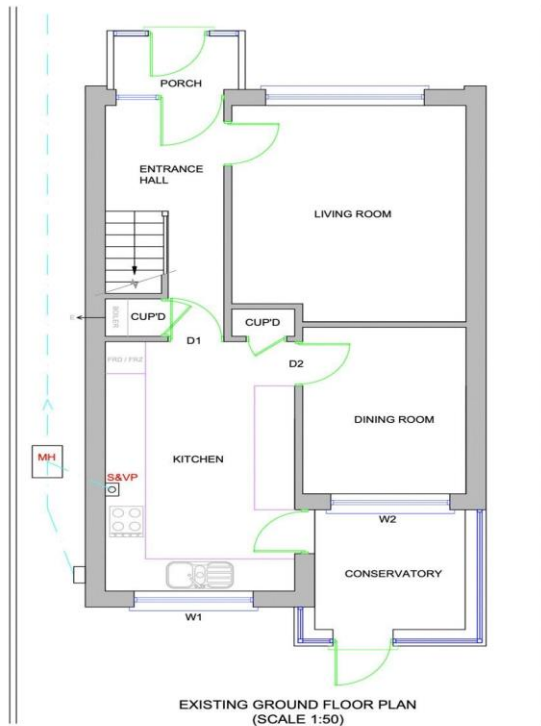 PORCH
ENTRANCE
HALL
LIVING ROOM
BOILER
CUP'D
CUP'D
D1
D2
FRD / FRZ
DINING ROOM
KITCHEN
MH
S&VP
W2
CONSERVATORY
W1
EXISTING GROUND FLOOR PLAN
(SCALE 1:50)